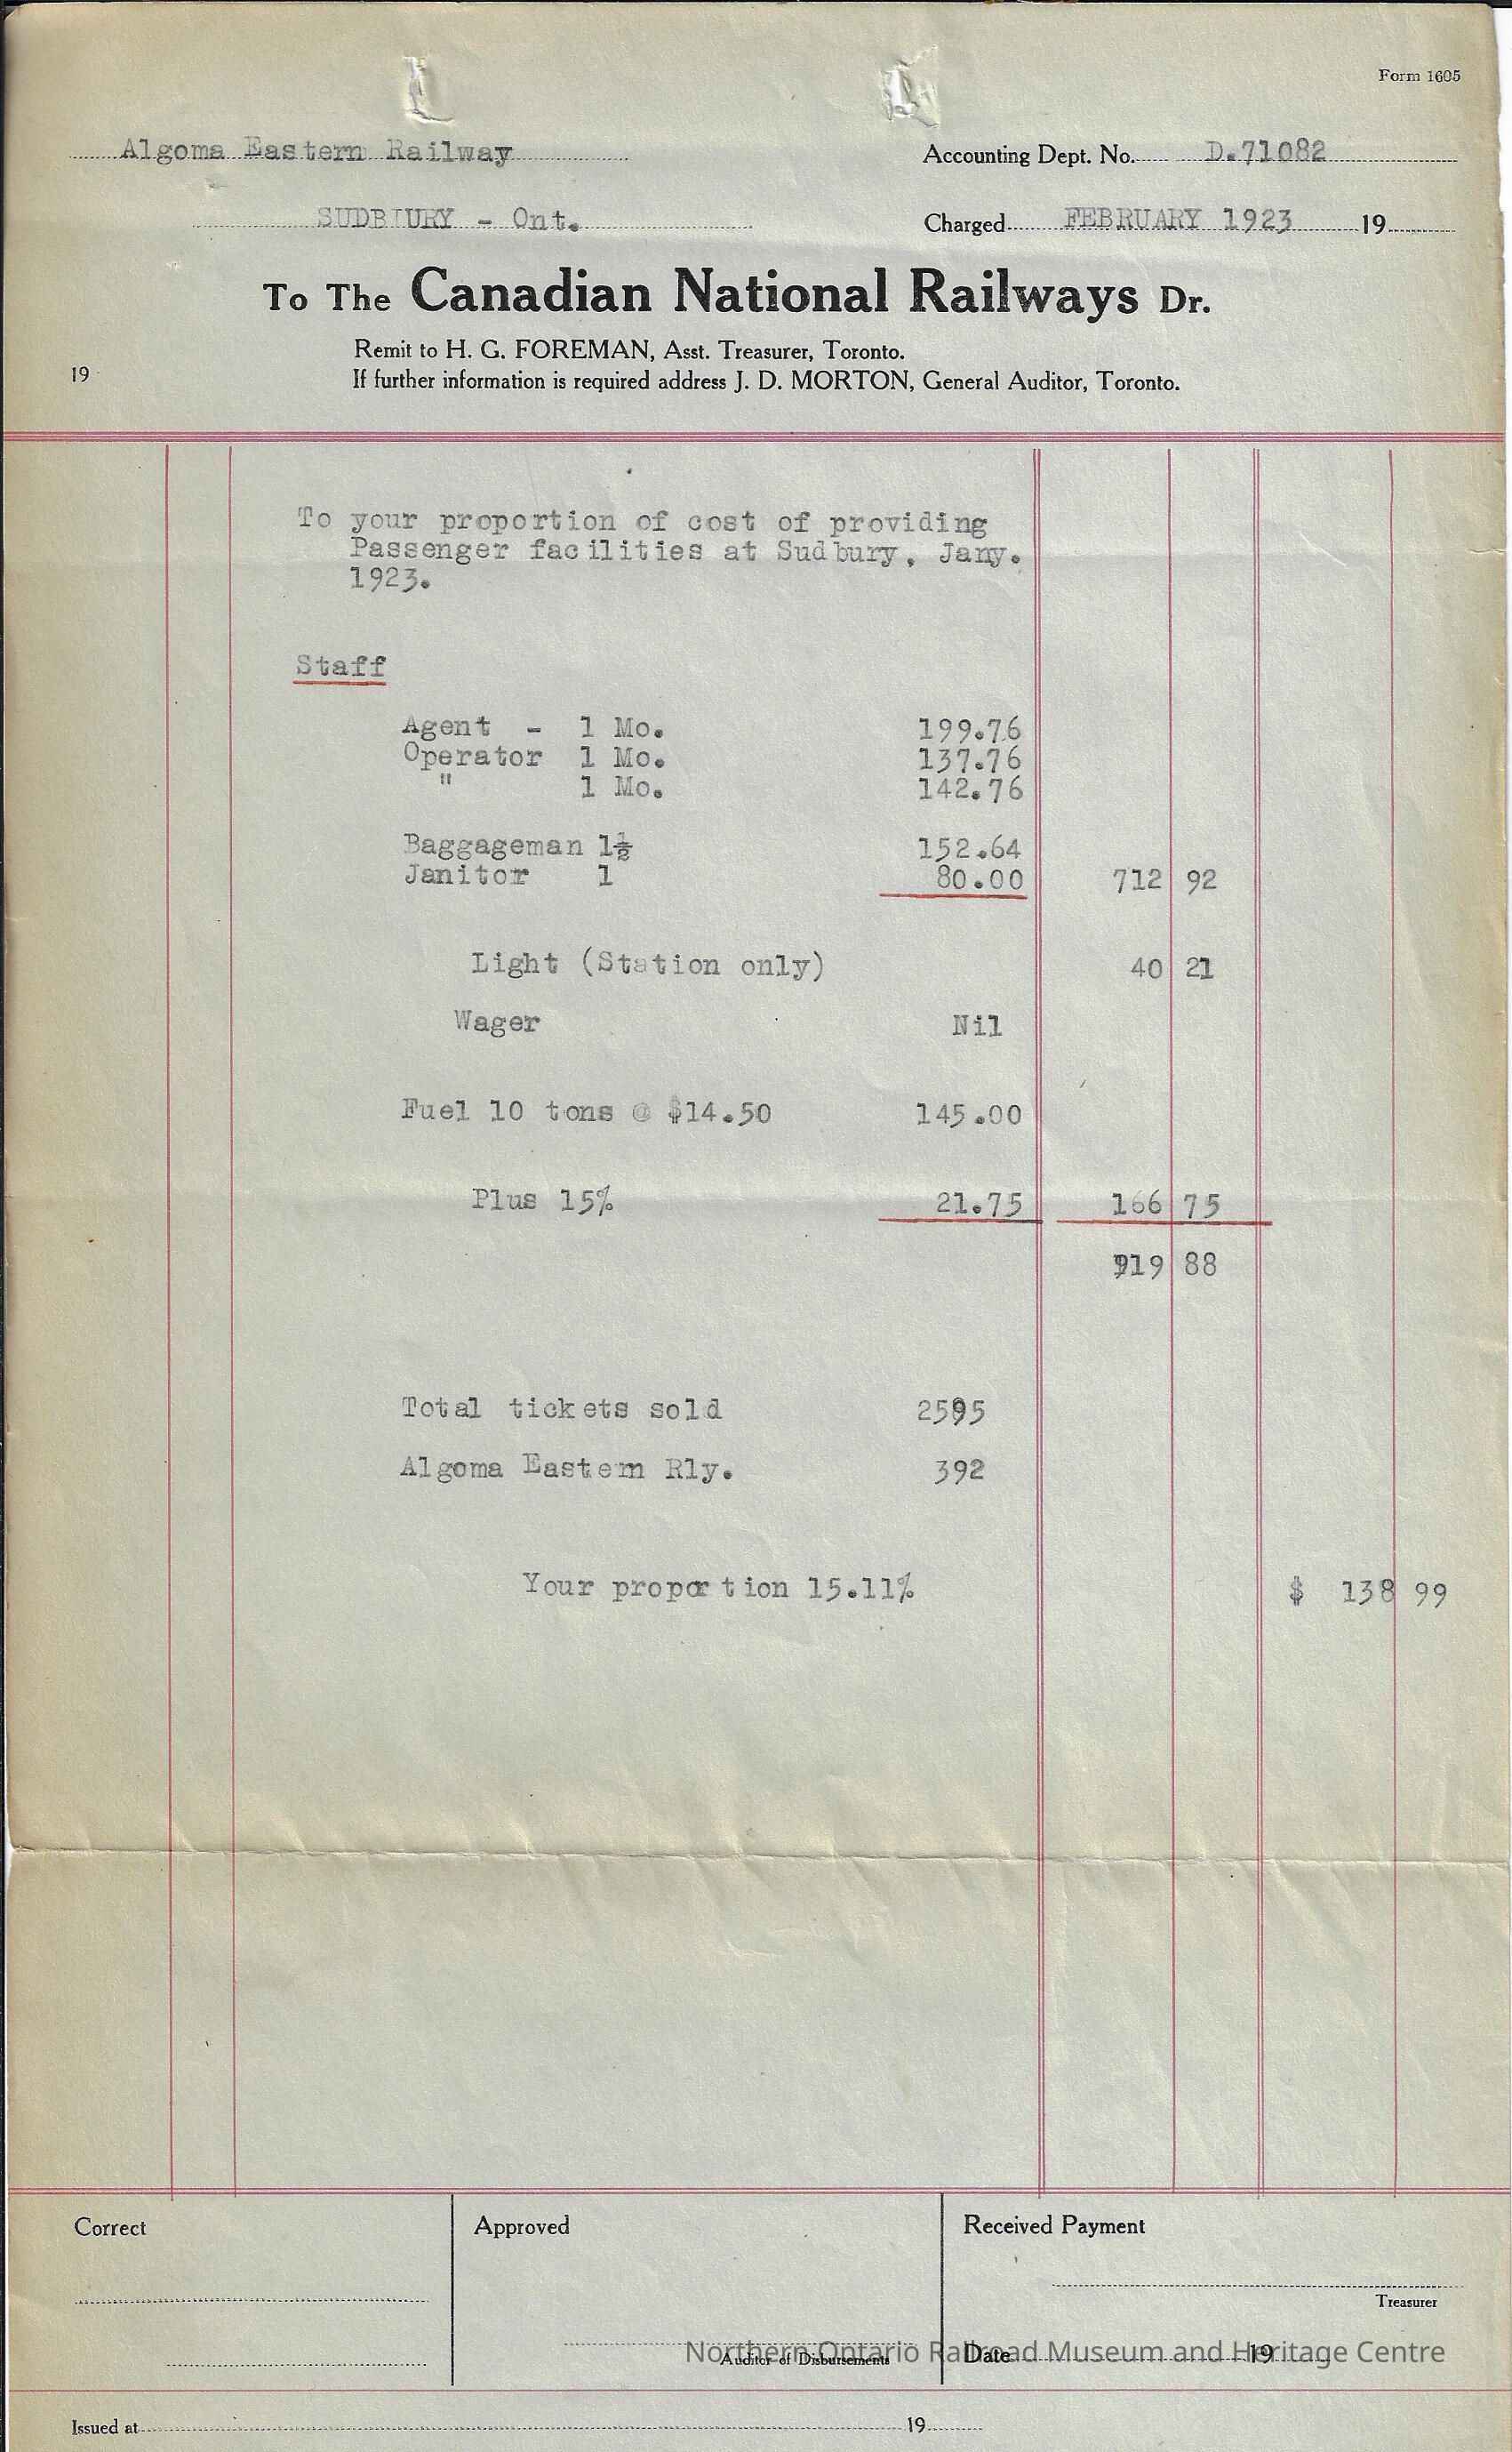 Form 1605
Algoma Eastern Railway
Accounting Dept. No. D.71082
SUDBIURY - Ont.
Charged FEBRUARY 1923 19
To The Canadian National Railways Dr.
Remit to H. G. FOREMAN, Asst. Treasurer, Toronto.
19
If further information is required address J. D. MORTON, General Auditor, Toronto.
To your proportion of cost of providing
Passenger facilities at Sudbury, Jany.
1923.
Staff
Agent - 1 Mo. 199.76
Operator 1 Mo. 137.76
" 1 Mo. 142.76
Baggageman 1½ 152.64
Janitor 1 80.00 712 92
Light (Station only) 40 21
Wager Nil
Fuel 10 tons @ $14.50 145.00
Plus 15% 21.75 166 75
919 88
Total tickets sold 2595
Algoma Eastern Rly. 392
Your proportion 15.11% $ 138 99
Correct
Approved
Received Payment
Treasurer
Auditor of Disbursements
Date 19
Northern Ontario Railroad Museum and Heritage Centre
Issued at 19